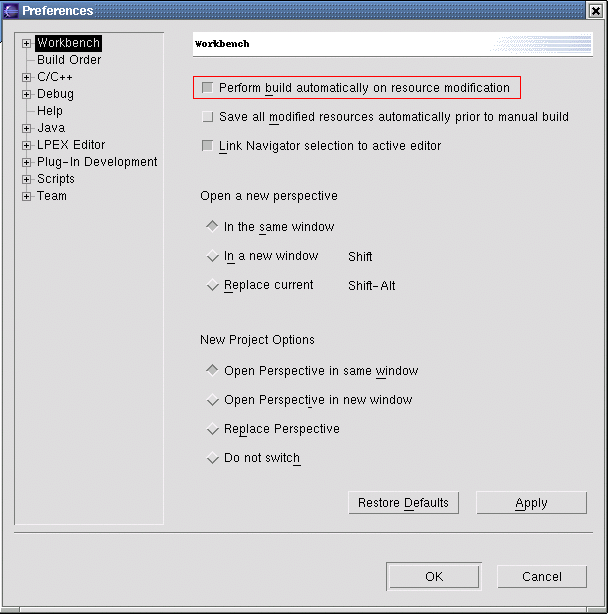 Preferences
Workbench
Build Order
C/C++
Debug
Help
Java
LPEX Editor
Plug-In Development
Scripts
Team
Workbench
Perform build automatically on resource modification
Save all modified resources automatically prior to manual build
Link Navigator selection to active editor
Open a new perspective
In the same window
In a new window Shift
Replace current Shift-Alt
New Project Options
Open Perspective in same window
Open Perspective in new window
Replace Perspective
Do not switch
Restore Defaults Apply
OK Cancel